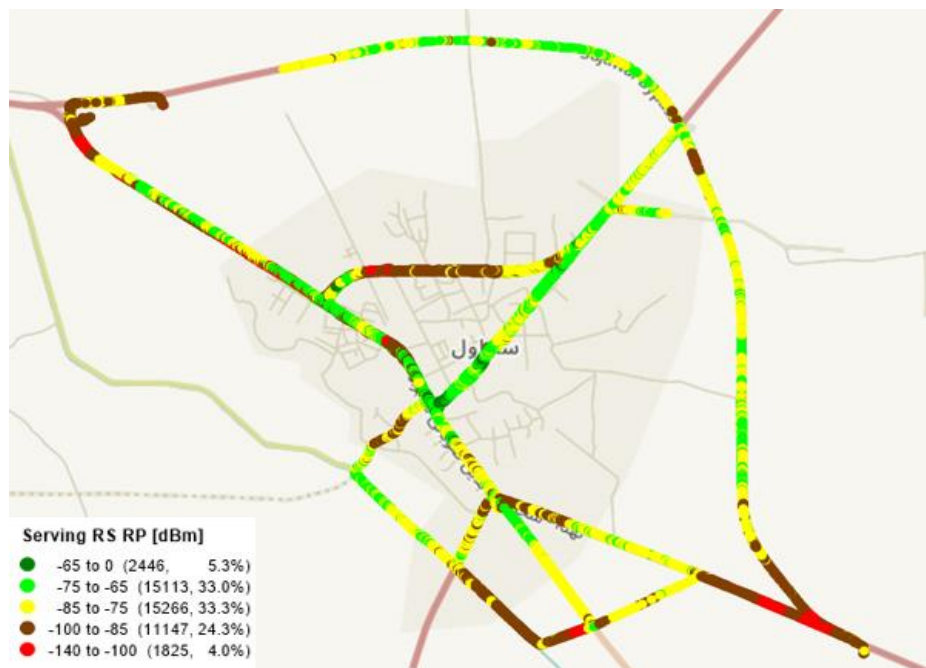 سجاول
Serving RS RP [dBm]
-65 to 0 (2446, 5.3%)
-75 to -65 (15113, 33.0%)
-85 to -75 (15266, 33.3%)
-100 to -85 (11147, 24.3%)
-140 to -100 (1825, 4.0%)